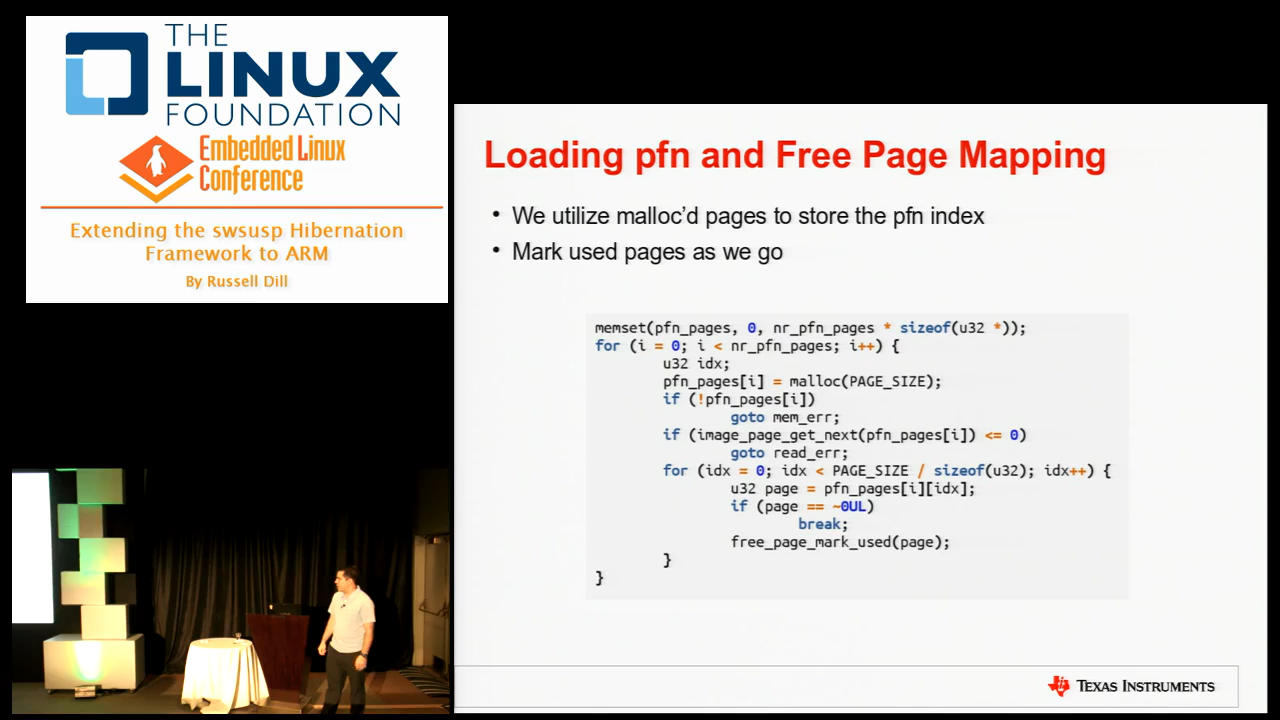 THE
LINUX
FOUNDATION
Embedded Linux
Conference
Extending the swsusp Hibernation
Framework to ARM
By Russell Dill
Loading pfn and Free Page Mapping
• We utilize malloc’d pages to store the pfn index
• Mark used pages as we go
memset(pfn_pages, 0, nr_pfn_pages * sizeof(u32 *));
for (i = 0; i < nr_pfn_pages; i++) {
        u32 idx;
        pfn_pages[i] = malloc(PAGE_SIZE);
        if (!pfn_pages[i])
                goto mem_err;
        if (image_page_get_next(pfn_pages[i]) <= 0)
                goto read_err;
        for (idx = 0; idx < PAGE_SIZE / sizeof(u32); idx++) {
                u32 page = pfn_pages[i][idx];
                if (page == ~0UL)
                        break;
                free_page_mark_used(page);
        }
}
TEXAS INSTRUMENTS